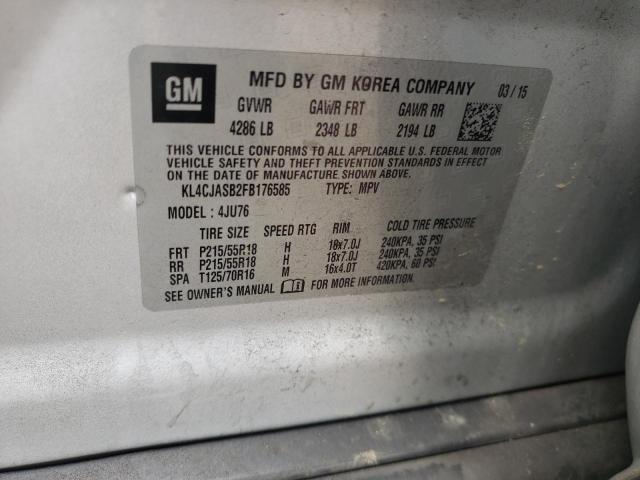 GM
MFD BY GM KOREA COMPANY 03/15
GVWR GAWR FRT GAWR RR
4286 LB 2348 LB 2194 LB
THIS VEHICLE CONFORMS TO ALL APPLICABLE U.S. FEDERAL MOTOR
VEHICLE SAFETY AND THEFT PREVENTION STANDARDS IN EFFECT ON
THE DATE OF MANUFACTURE SHOWN ABOVE.
KL4CJASB2FB176585 TYPE: MPV
MODEL : 4JU76
TIRE SIZE SPEED RTG RIM COLD TIRE PRESSURE
FRT P215/55R18 H 18x7.0J 240KPA, 35 PSI
RR P215/55R18 H 18x7.0J 240KPA, 35 PSI
SPA T125/70R16 M 16x4.0T 420KPA, 60 PSI
SEE OWNER'S MANUAL FOR MORE INFORMATION.